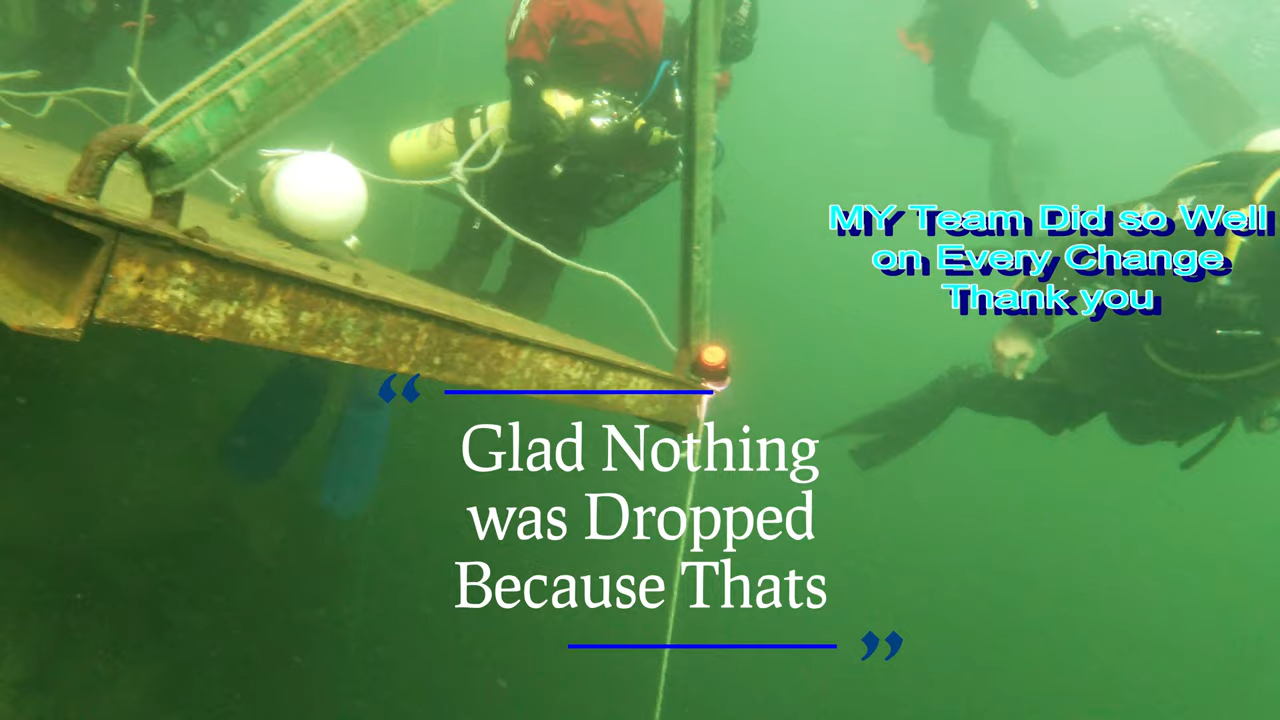 MY Team Did so Well
on Every Change
Thank you
“
Glad Nothing
was Dropped
Because Thats
”